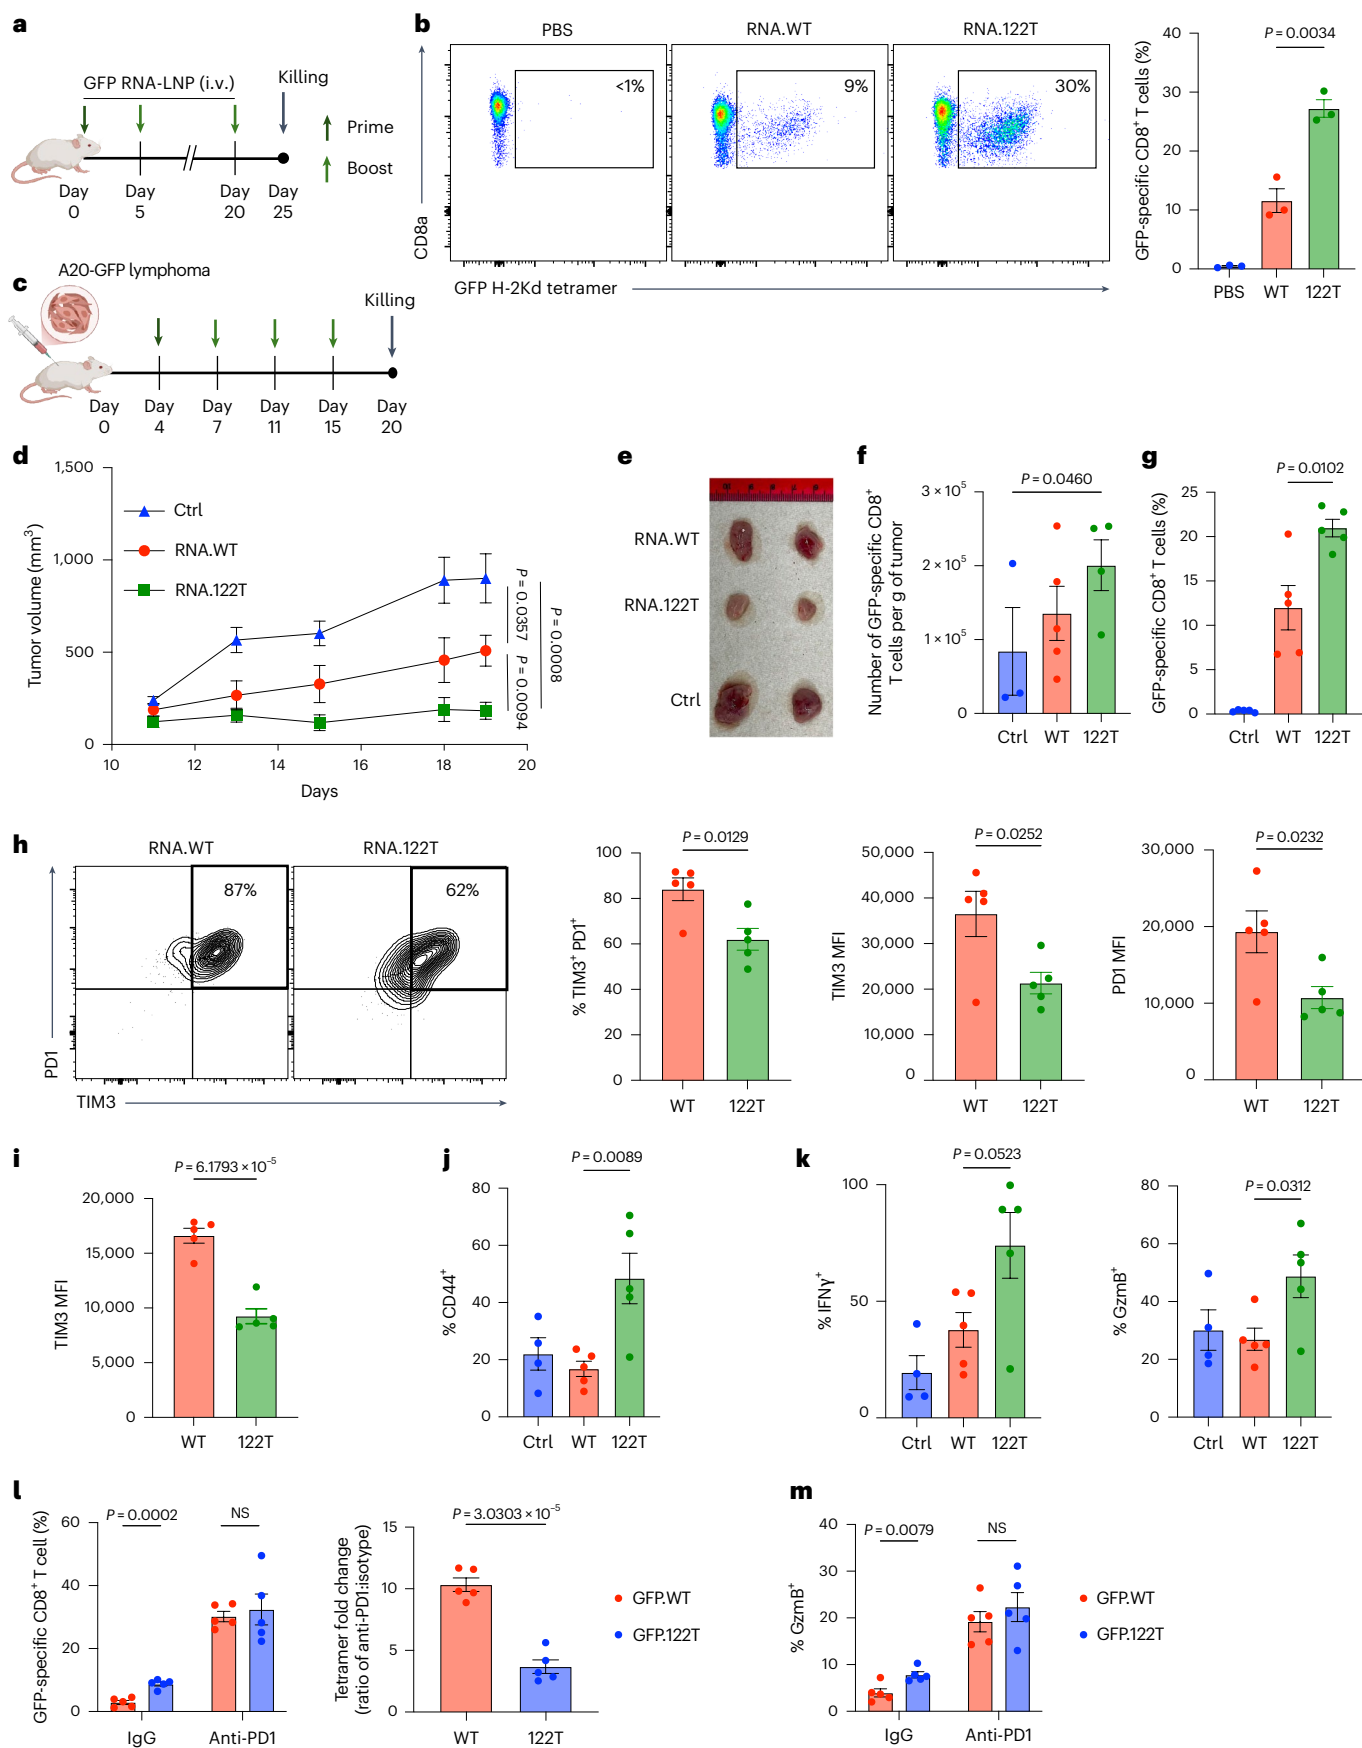 a
GFP RNA-LNP (i.v.)
Killing
Prime
Boost
Day 0
Day 5
Day 20
Day 25
b
PBS
RNA.WT
RNA.122T
<1%
9%
30%
CD8a
GFP H-2Kd tetramer
GFP-specific CD8+ T cells (%)
P = 0.0034
40
30
20
10
0
PBS
WT
122T
c
A20-GFP lymphoma
Killing
Day 0
Day 4
Day 7
Day 11
Day 15
Day 20
d
Tumor volume (mm3)
1,500
1,000
500
0
Ctrl
RNA.WT
RNA.122T
P = 0.0357
P = 0.0094
P = 0.0008
10
12
14
16
18
20
Days
e
RNA.WT
RNA.122T
Ctrl
f
Number of GFP-specific CD8+
T cells per g of tumor
P = 0.0460
3 × 10^5
2 × 10^5
1 × 10^5
0
Ctrl
WT
122T
g
GFP-specific CD8+ T cells (%)
P = 0.0102
25
20
15
10
5
0
Ctrl
WT
122T
h
RNA.WT
RNA.122T
87%
62%
PD1
TIM3
% TIM3+ PD1+
P = 0.0129
100
80
60
40
20
0
WT
122T
TIM3 MFI
P = 0.0252
50,000
40,000
30,000
20,000
10,000
0
WT
122T
PD1 MFI
P = 0.0232
30,000
20,000
10,000
0
WT
122T
i
TIM3 MFI
P = 6.1793 × 10^−5
20,000
15,000
10,000
5,000
0
WT
122T
j
% CD44+
P = 0.0089
80
60
40
20
0
Ctrl
WT
122T
k
% IFNγ+
P = 0.0523
100
50
0
Ctrl
WT
122T
% GzmB+
P = 0.0312
80
60
40
20
0
Ctrl
WT
122T
l
GFP-specific CD8+ T cell (%)
P = 0.0002
NS
60
40
20
0
IgG
Anti-PD1
Tetramer fold change
(ratio of anti-PD1:isotype)
P = 3.0303 × 10^−5
15
10
5
0
WT
122T
GFP.WT
GFP.122T
m
% GzmB+
P = 0.0079
NS
40
30
20
10
0
IgG
Anti-PD1
GFP.WT
GFP.122T